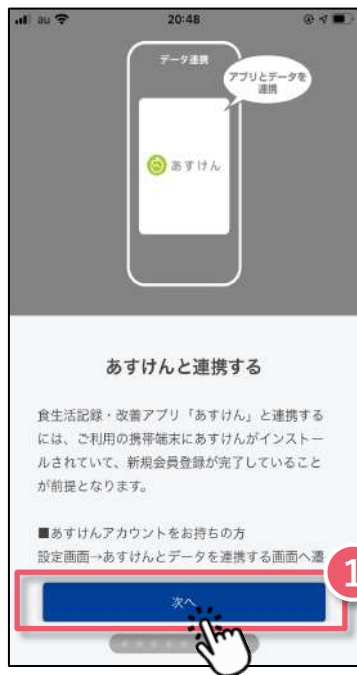 au 20:48
データ連携
アプリとデータを
連携
あすけん
あすけんと連携する
食生活記録・改善アプリ「あすけん」と連携する
には、ご利用の携帯端末にあすけんがインストー
ルされていて、新規会員登録が完了していること
が前提となります。
■あすけんアカウントをお持ちの方
設定画面→あすけんとデータを連携する画面へ遷
1
次へ